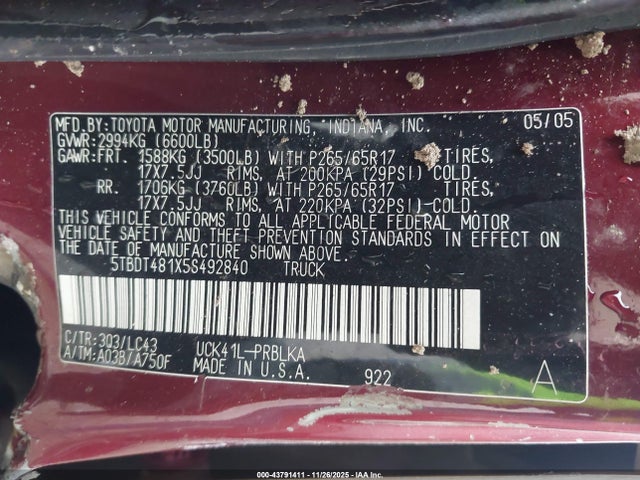 MFD.BY:TOYOTA MOTOR MANUFACTURING, INDIANA, INC. 05/05
GVWR:2994KG (6600LB)
GAWR:FRT. 1588KG (3500LB) WITH P265/65R17 TIRES,
17X7.5JJ RIMS, AT 200KPA (29PSI) COLD.
RR. 1706KG (3760LB) WITH P265/65R17 TIRES,
17X7.5JJ RIMS, AT 220KPA (32PSI) COLD.
THIS VEHICLE CONFORMS TO ALL APPLICABLE FEDERAL MOTOR
VEHICLE SAFETY AND THEFT PREVENTION STANDARDS IN EFFECT ON
THE DATE OF MANUFACTURE SHOWN ABOVE.
5TBDT481X5S492840 TRUCK
C/TR:303/LC43 UCK41L-PRBLKA
A/TM:A03B/A750F MADE IN U.S.A. 922 A
000-43791411 - 11/26/2025 - IAA Inc.